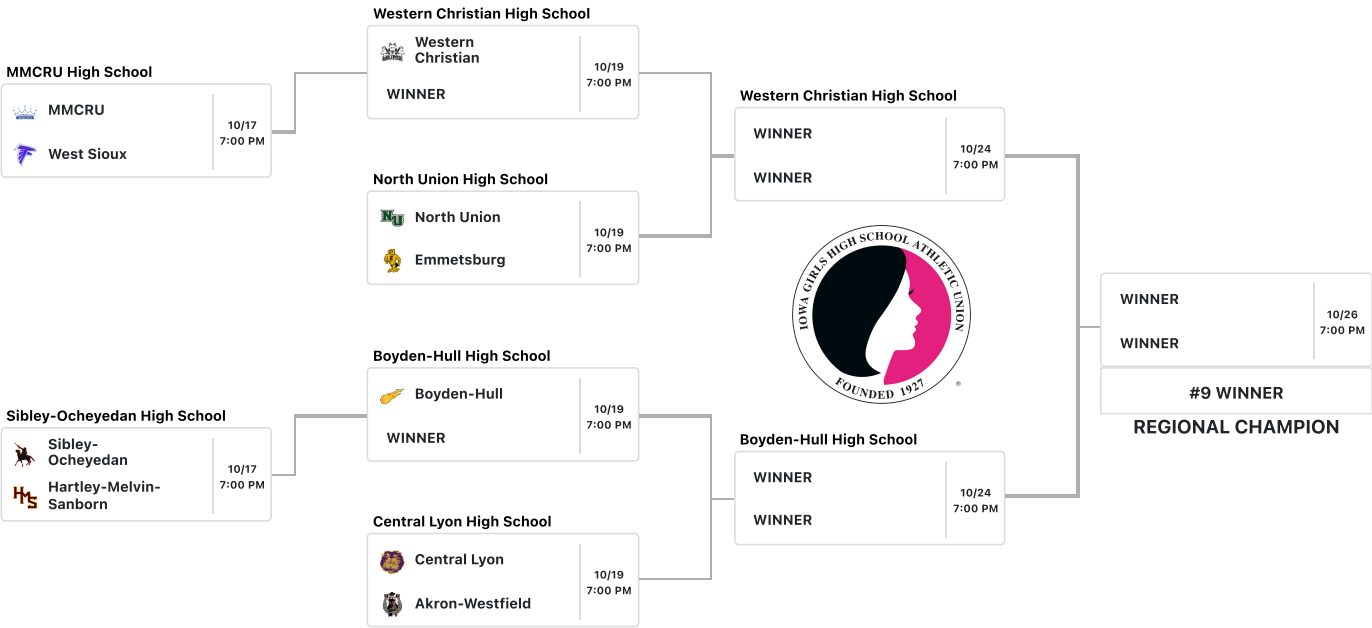 MMCRU High School
MMCRU
West Sioux
10/17
7:00 PM
Sibley-Ocheyedan High School
Sibley-
Ocheyedan
Hartley-Melvin-
Sanborn
10/17
7:00 PM
Western Christian High School
Western
Christian
WINNER
10/19
7:00 PM
North Union High School
NU
North Union
Emmetsburg
10/19
7:00 PM
Boyden-Hull High School
Boyden-Hull
WINNER
10/19
7:00 PM
Central Lyon High School
Central Lyon
Akron-Westfield
10/19
7:00 PM
Western Christian High School
WINNER
WINNER
10/24
7:00 PM
IOWA GIRLS HIGH SCHOOL ATHLETIC UNION
FOUNDED 1927
®
Boyden-Hull High School
WINNER
WINNER
10/24
7:00 PM
WINNER
WINNER
10/26
7:00 PM
#9 WINNER
REGIONAL CHAMPION
HMS